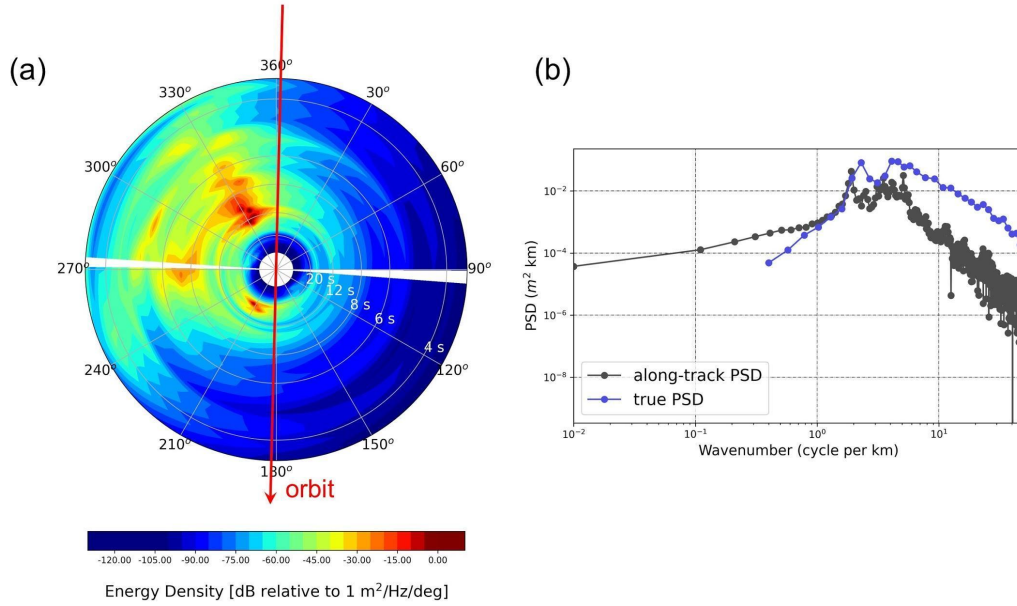 (a)
(b)
360°
330°
30°
300°
60°
270°
90°
20 s
12 s
8 s
6 s
4 s
240°
120°
210°
150°
180°
orbit
-120.00 -105.00 -90.00 -75.00 -60.00 -45.00 -30.00 -15.00 0.00
Energy Density [dB relative to 1 m²/Hz/deg]
PSD (m² km)
10⁻²
10⁻⁴
10⁻⁶
10⁻⁸
along-track PSD
true PSD
10⁻² 10⁻¹ 10⁰ 10¹
Wavenumber (cycle per km)